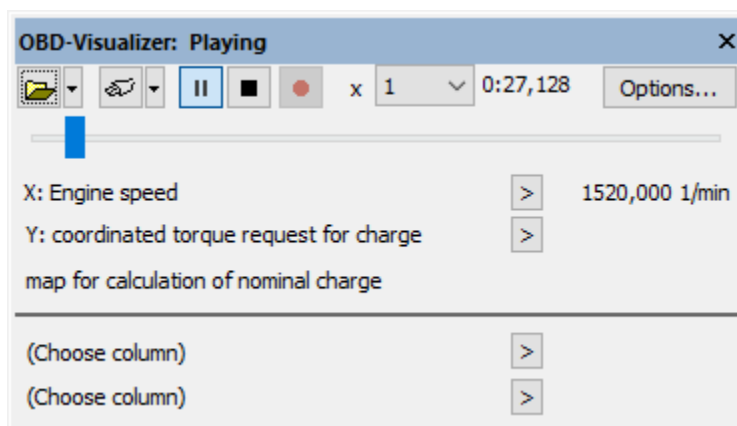 OBD-Visualizer: Playing
x 1 0:27,128 Options...
X: Engine speed > 1520,000 1/min
Y: coordinated torque request for charge >
map for calculation of nominal charge
(Choose column) >
(Choose column) >